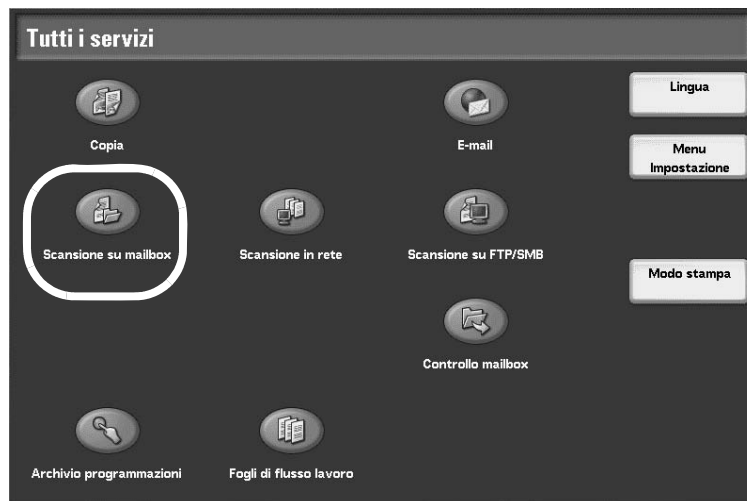 Tutti i servizi
Copia
E-mail
Lingua
Menu
Impostazione
Scansione su mailbox
Scansione in rete
Scansione su FTP/SMB
Modo stampa
Controllo mailbox
Archivio programmazioni
Fogli di flusso lavoro